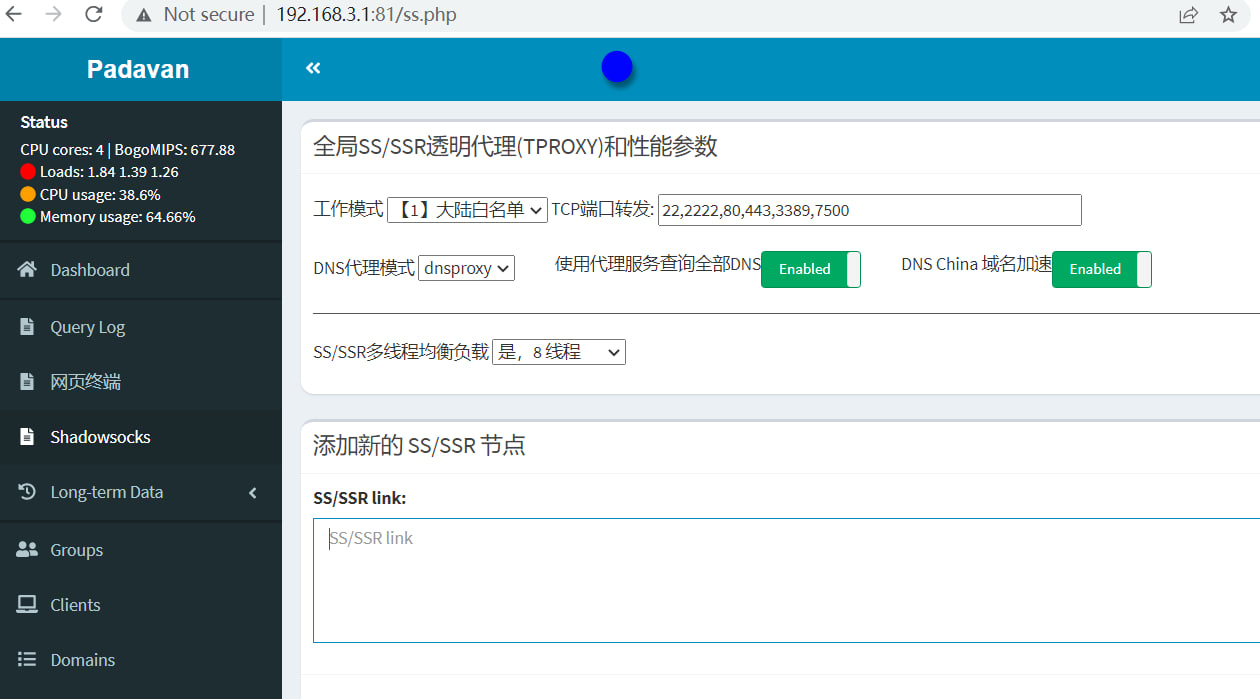 Not secure | 192.168.3.1:81/ss.php
Padavan
Status
CPU cores: 4 | BogoMIPS: 677.88
Loads: 1.84 1.39 1.26
CPU usage: 38.6%
Memory usage: 64.66%
Dashboard
Query Log
网页终端
Shadowsocks
Long-term Data
Groups
Clients
Domains
全局SS/SSR透明代理(TPROXY)和性能参数
工作模式 【1】大陆白名单 TCP端口转发: 22,2222,80,443,3389,7500
DNS代理模式 dnsproxy 使用代理服务查询全部DNS Enabled DNS China 域名加速 Enabled
SS/SSR多线程均衡负载 是，8 线程
添加新的 SS/SSR 节点
SS/SSR link:
SS/SSR link